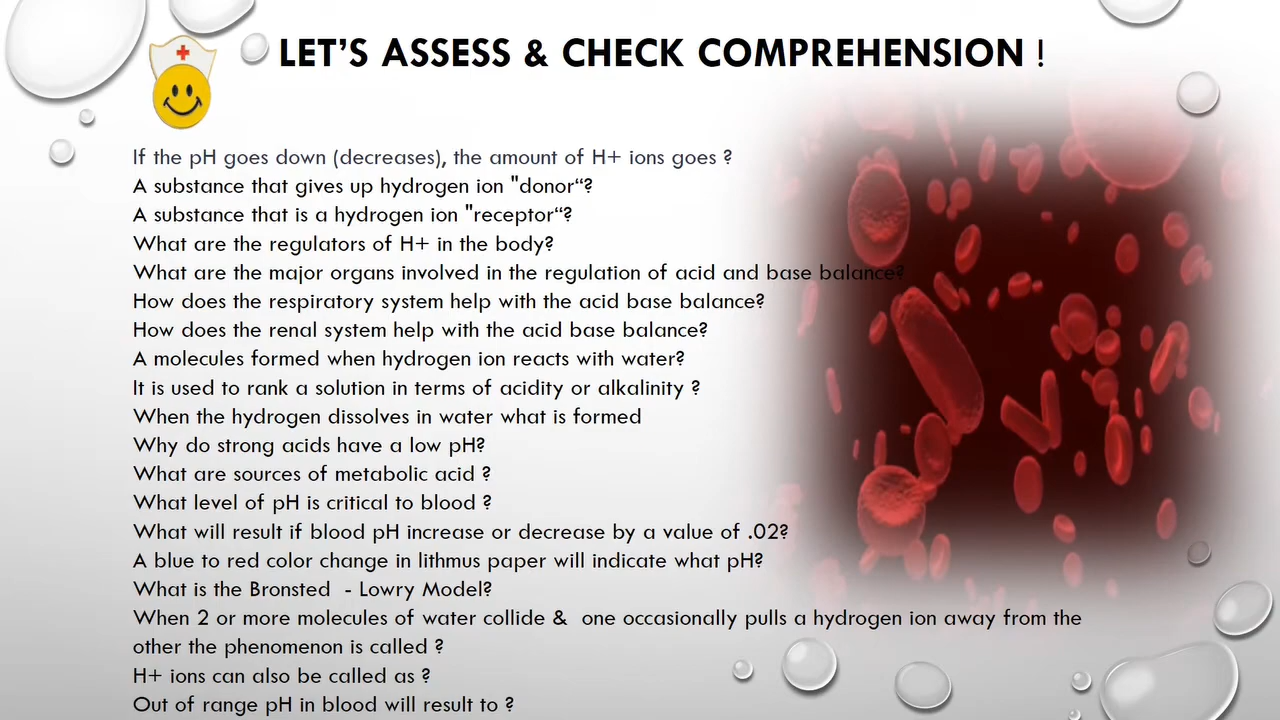 LET’S ASSESS & CHECK COMPREHENSION !
If the pH goes down (decreases), the amount of H+ ions goes ?
A substance that gives up hydrogen ion "donor“?
A substance that is a hydrogen ion "receptor“?
What are the regulators of H+ in the body?
What are the major organs involved in the regulation of acid and base balance?
How does the respiratory system help with the acid base balance?
How does the renal system help with the acid base balance?
A molecules formed when hydrogen ion reacts with water?
It is used to rank a solution in terms of acidity or alkalinity ?
When the hydrogen dissolves in water what is formed
Why do strong acids have a low pH?
What are sources of metabolic acid ?
What level of pH is critical to blood ?
What will result if blood pH increase or decrease by a value of .02?
A blue to red color change in lithmus paper will indicate what pH?
What is the Bronsted  - Lowry Model?
When 2 or more molecules of water collide &  one occasionally pulls a hydrogen ion away from the
other the phenomenon is called ?
H+ ions can also be called as ?
Out of range pH in blood will result to ?